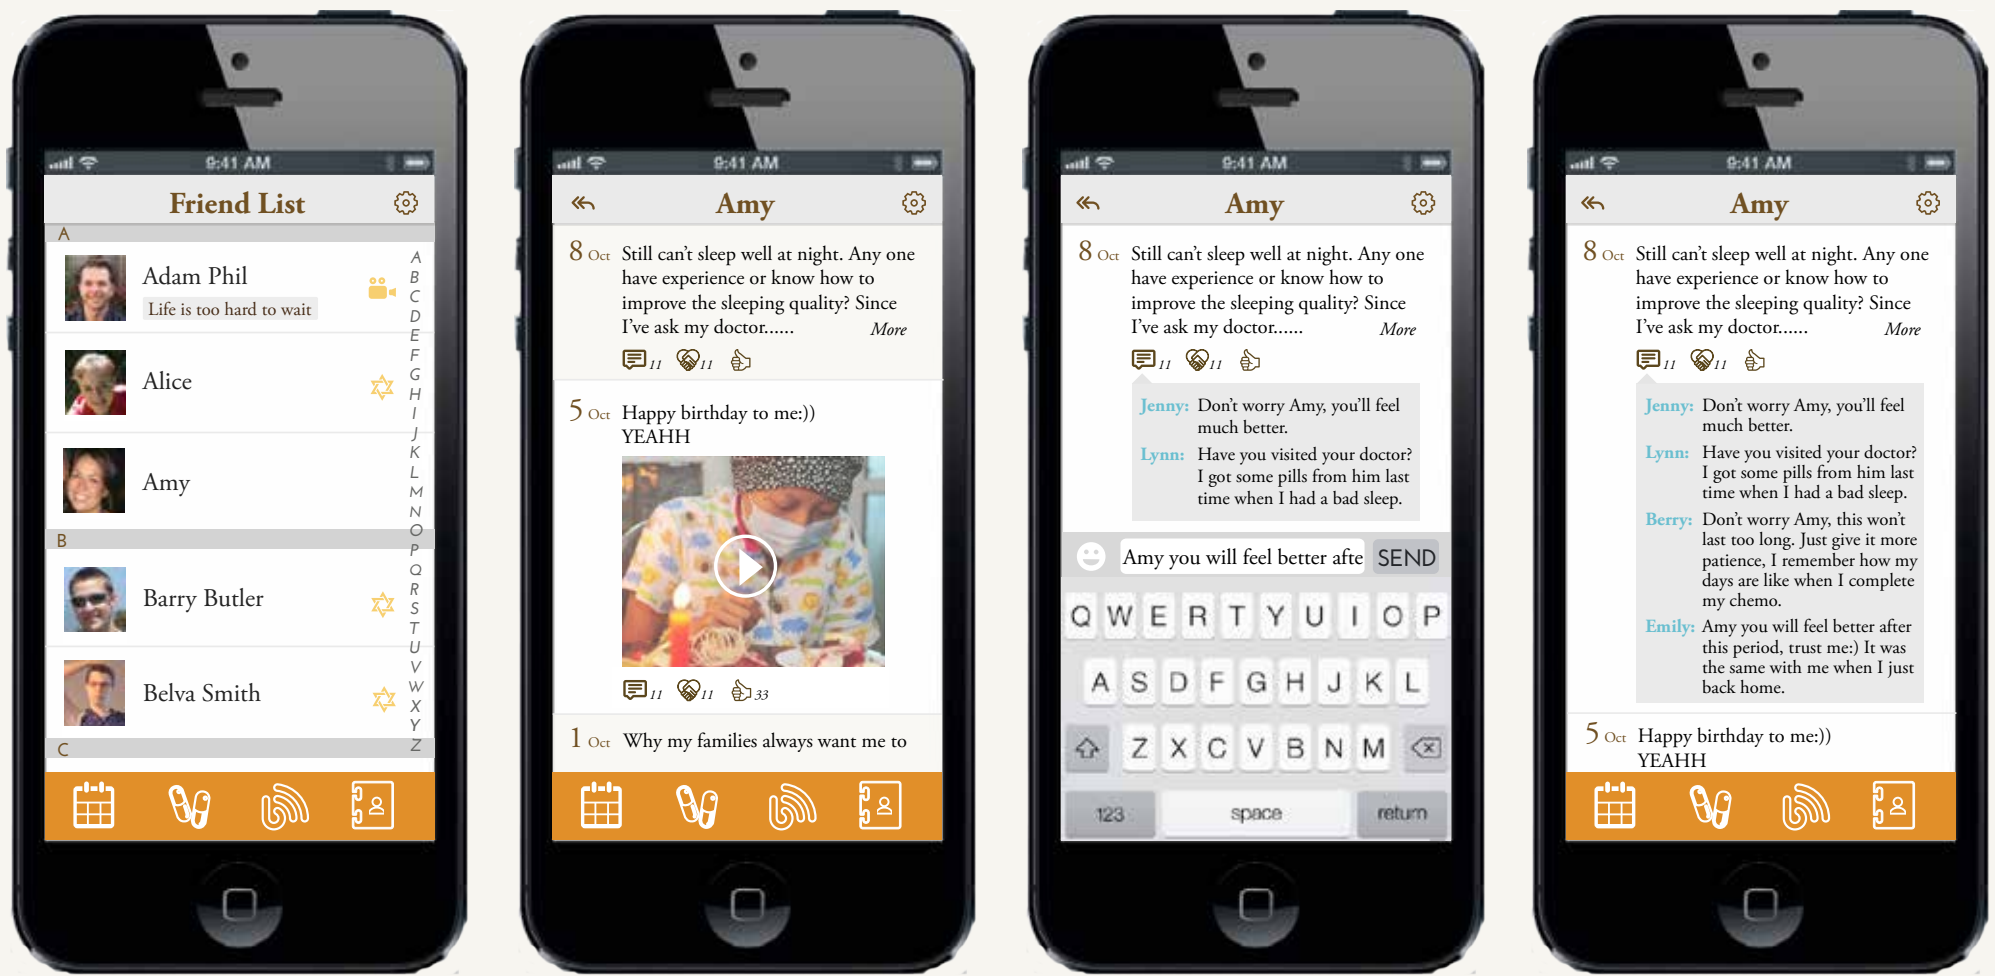 9:41 AM
Friend List
A
Adam Phil
Life is too hard to wait
Alice
Amy
B
Barry Butler
Belva Smith
C
A
B
C
D
E
F
G
H
I
J
K
L
M
N
O
P
Q
R
S
T
U
V
W
X
Y
Z
9:41 AM
Amy
8 Oct Still can't sleep well at night. Any one
have experience or know how to
improve the sleeping quality? Since
I've ask my doctor...... More
11 11
5 Oct Happy birthday to me:))
YEAHH
11 11 33
1 Oct Why my families always want me to
9:41 AM
Amy
8 Oct Still can't sleep well at night. Any one
have experience or know how to
improve the sleeping quality? Since
I've ask my doctor...... More
11 11
Jenny: Don't worry Amy, you'll feel
much better.
Lynn: Have you visited your doctor?
I got some pills from him last
time when I had a bad sleep.
Amy you will feel better afte SEND
Q W E R T Y U I O P
A S D F G H J K L
Z X C V B N M
123 space return
9:41 AM
Amy
8 Oct Still can't sleep well at night. Any one
have experience or know how to
improve the sleeping quality? Since
I've ask my doctor...... More
11 11
Jenny: Don't worry Amy, you'll feel
much better.
Lynn: Have you visited your doctor?
I got some pills from him last
time when I had a bad sleep.
Berry: Don't worry Amy, this won't
last too long. Just give it more
patience, I remember how my
days are like when I complete
my chemo.
Emily: Amy you will feel better after
this period, trust me:) It was
the same with me when I just
back home.
5 Oct Happy birthday to me:))
YEAHH